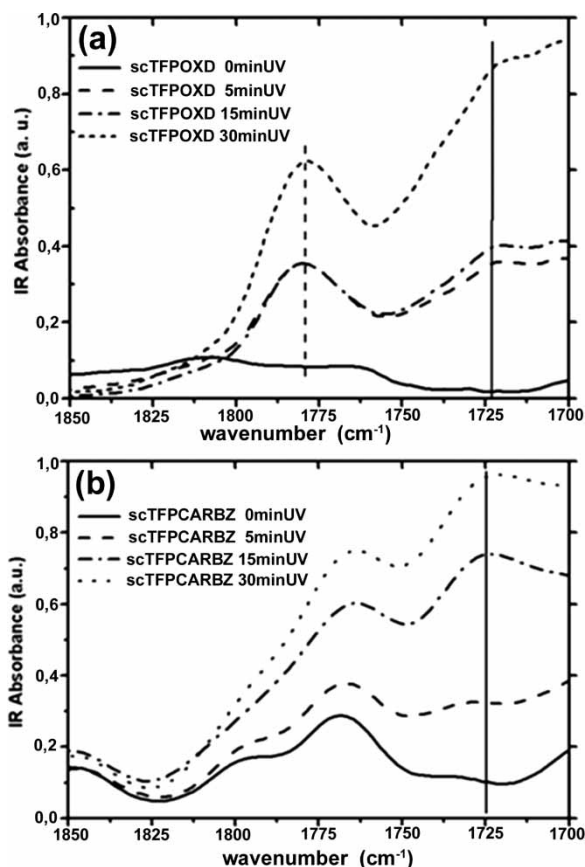 (a)
scTFPOXD 0minUV
scTFPOXD 5minUV
scTFPOXD 15minUV
scTFPOXD 30minUV
IR Absorbance (a. u.)
1,0
0,8
0,6
0,4
0,2
0,0
1850 1825 1800 1775 1750 1725 1700
wavenumber (cm⁻¹)
(b)
scTFPCARBZ 0minUV
scTFPCARBZ 5minUV
scTFPCARBZ 15minUV
scTFPCARBZ 30minUV
IR Absorbance (a.u.)
1,0
0,8
0,6
0,4
0,2
0,0
1850 1825 1800 1775 1750 1725 1700
wavenumber (cm⁻¹)